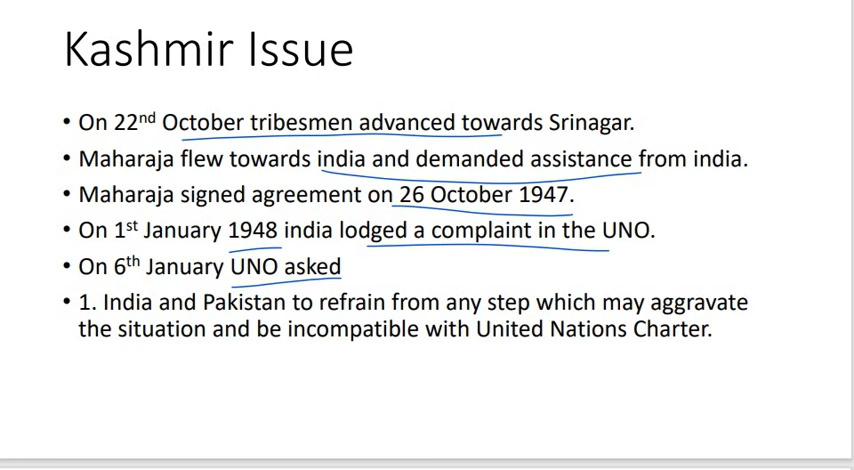 Kashmir Issue
• On 22nd October tribesmen advanced towards Srinagar.
• Maharaja flew towards india and demanded assistance from india.
• Maharaja signed agreement on 26 October 1947.
• On 1st January 1948 india lodged a complaint in the UNO.
• On 6th January UNO asked
• 1. India and Pakistan to refrain from any step which may aggravate
the situation and be incompatible with United Nations Charter.